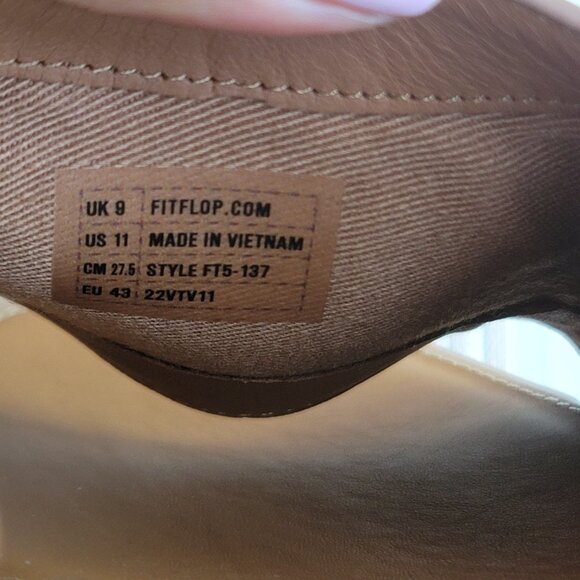 UK 9 FITFLOP.COM
US 11 MADE IN VIETNAM
CM 27.5 STYLE FT5-137
EU 43 22VTV11